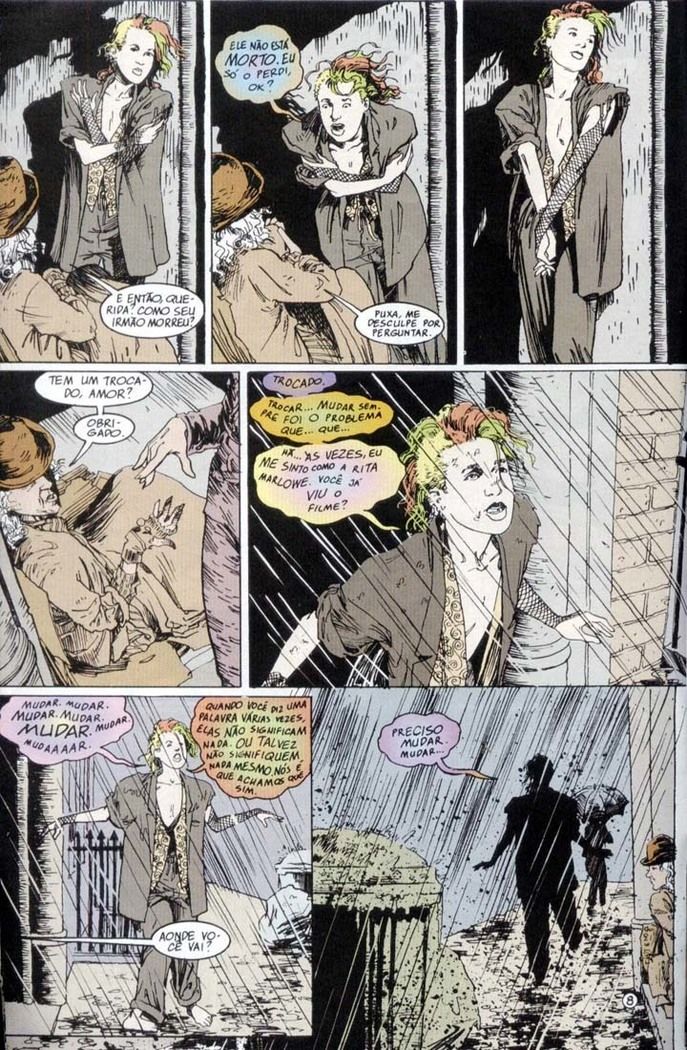 E ENTÃO, QUE-
RIDA? COMO SEU
IRMÃO MORREU?
ELE NÃO ESTÁ
MORTO. EU
SÓ O PERDI,
OK?
PUXA, ME
DESCULPE POR
PERGUNTAR.
TEM UM TROCA-
DO, AMOR?
OBRI-
GADO.
TROCADO.
TROCAR... MUDAR SEM-
PRE FOI O PROBLEMA
QUE... QUE...
HÃ... ÀS VEZES, EU
ME SINTO COMO A RITA
MARLOWE. VOCÊ JÁ
VIU O
FILME?
MUDAR. MUDAR.
MUDAR. MUDAR.
MUDAR. MUDAR.
MUDAAAAR.
QUANDO VOCÊ DIZ UMA
PALAVRA VÁRIAS VEZES,
ELAS NÃO SIGNIFICAM
NADA. OU TALVEZ
NÃO SIGNIFIQUEM
NADA MESMO. NÓS É
QUE ACHAMOS QUE
SIM.
AONDE VO-
CÊ VAI?
PRECISO
MUDAR.
MUDAR...
8